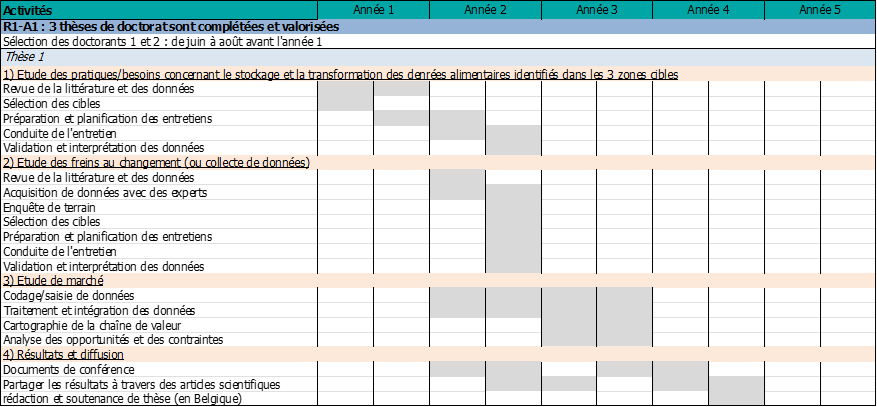 Activités Année 1 Année 2 Année 3 Année 4 Année 5
R1-A1 : 3 thèses de doctorat sont complétées et valorisées
Sélection des doctorants 1 et 2 : de juin à août avant l'année 1
Thèse 1
1) Etude des pratiques/besoins concernant le stockage et la transformation des denrées alimentaires identifiés dans les 3 zones cibles
Revue de la littérature et des données
Sélection des cibles
Préparation et planification des entretiens
Conduite de l'entretien
Validation et interprétation des données
2) Etude des freins au changement (ou collecte de données)
Revue de la littérature et des données
Acquisition de données avec des experts
Enquête de terrain
Sélection des cibles
Préparation et planification des entretiens
Conduite de l'entretien
Validation et interprétation des données
3) Etude de marché
Codage/saisie de données
Traitement et intégration des données
Cartographie de la chaîne de valeur
Analyse des opportunités et des contraintes
4) Résultats et diffusion
Documents de conférence
Partager les résultats à travers des articles scientifiques
rédaction et soutenance de thèse (en Belgique)